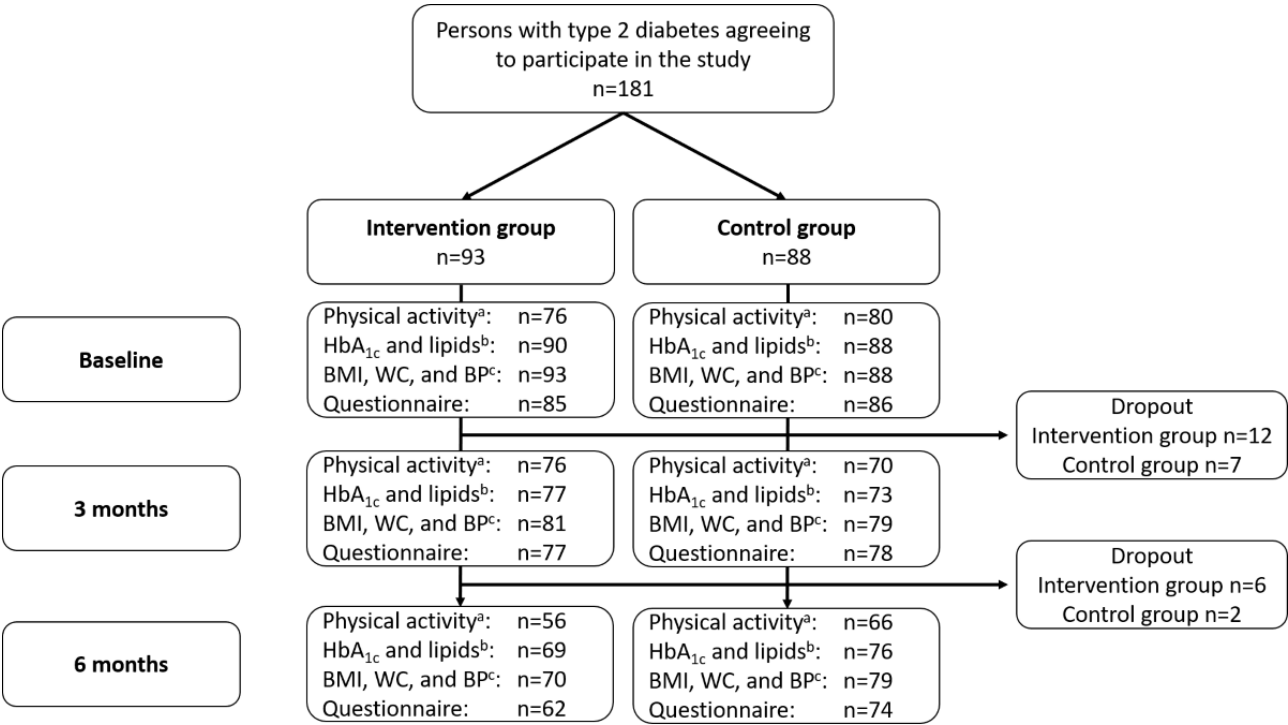 Persons with type 2 diabetes agreeing
to participate in the study
n=181
Intervention group
n=93
Control group
n=88
Baseline
Physical activityᵃ: n=76
HbA₁c and lipidsᵇ: n=90
BMI, WC, and BPᶜ: n=93
Questionnaire: n=85
Physical activityᵃ: n=80
HbA₁c and lipidsᵇ: n=88
BMI, WC, and BPᶜ: n=88
Questionnaire: n=86
Dropout
Intervention group n=12
Control group n=7
3 months
Physical activityᵃ: n=76
HbA₁c and lipidsᵇ: n=77
BMI, WC, and BPᶜ: n=81
Questionnaire: n=77
Physical activityᵃ: n=70
HbA₁c and lipidsᵇ: n=73
BMI, WC, and BPᶜ: n=79
Questionnaire: n=78
Dropout
Intervention group n=6
Control group n=2
6 months
Physical activityᵃ: n=56
HbA₁c and lipidsᵇ: n=69
BMI, WC, and BPᶜ: n=70
Questionnaire: n=62
Physical activityᵃ: n=66
HbA₁c and lipidsᵇ: n=76
BMI, WC, and BPᶜ: n=79
Questionnaire: n=74